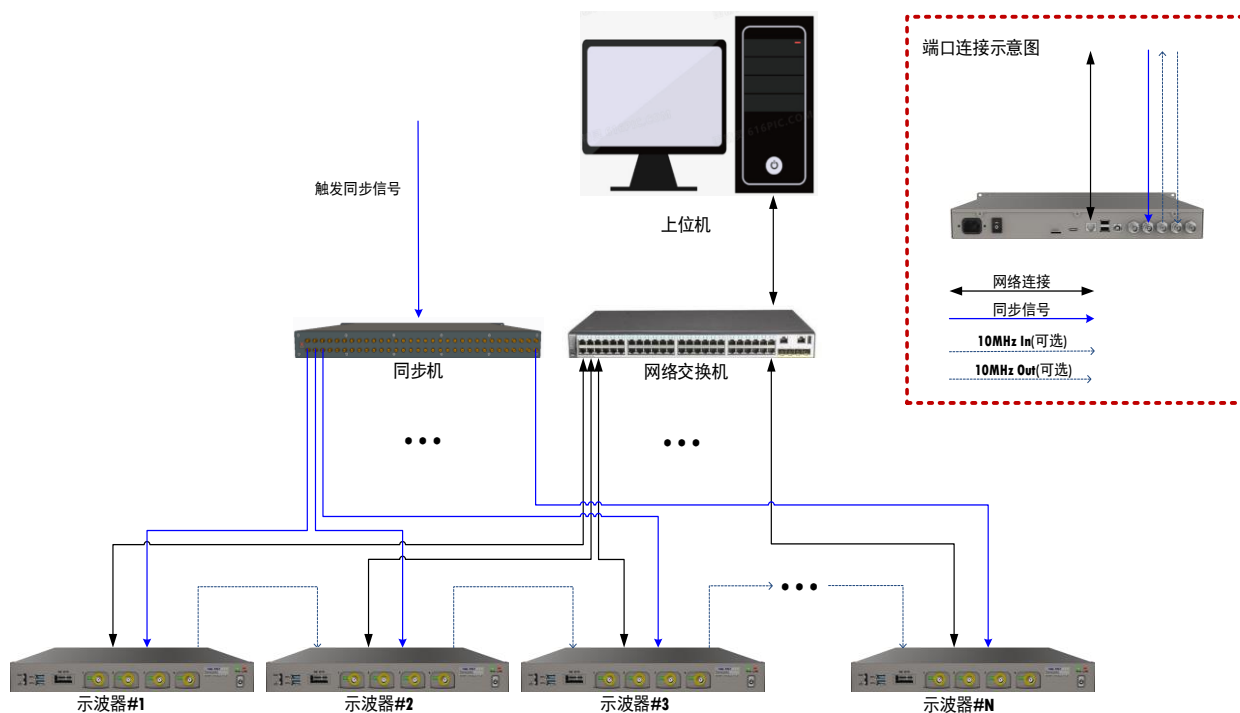 端口连接示意图
616PIC.COM
触发同步信号
上位机
网络连接
同步信号
10MHz In(可选)
10MHz Out(可选)
同步机
网络交换机
•••
•••
•••
示波器#1
示波器#2
示波器#3
示波器#N